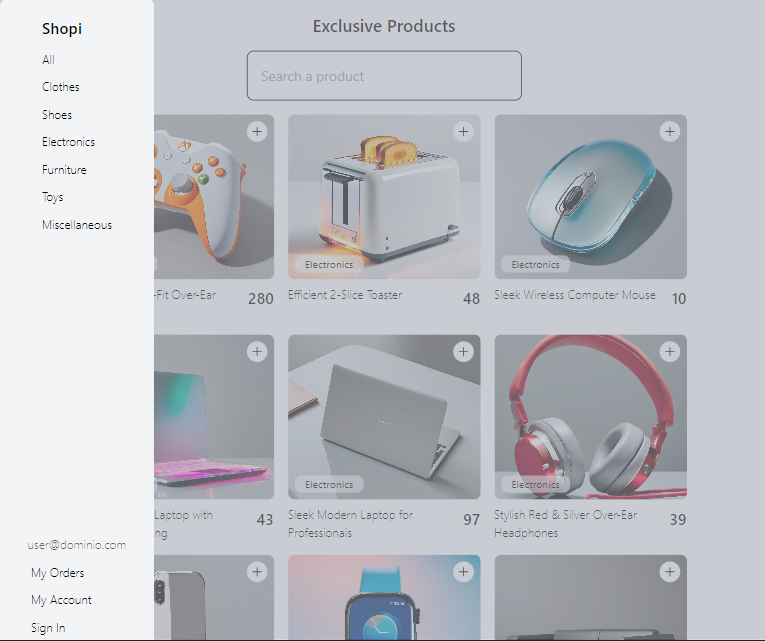 Shopi
All
Clothes
Shoes
Electronics
Furniture
Toys
Miscellaneous
user@dominio.com
My Orders
My Account
Sign In
Exclusive Products
Search a product
Electronics
Electronics
-Fit Over-Ear 280
Efficient 2-Slice Toaster 48
Sleek Wireless Computer Mouse 10
Electronics
Electronics
Laptop with 43
ng
Sleek Modern Laptop for 97
Professionals
Stylish Red & Silver Over-Ear 39
Headphones